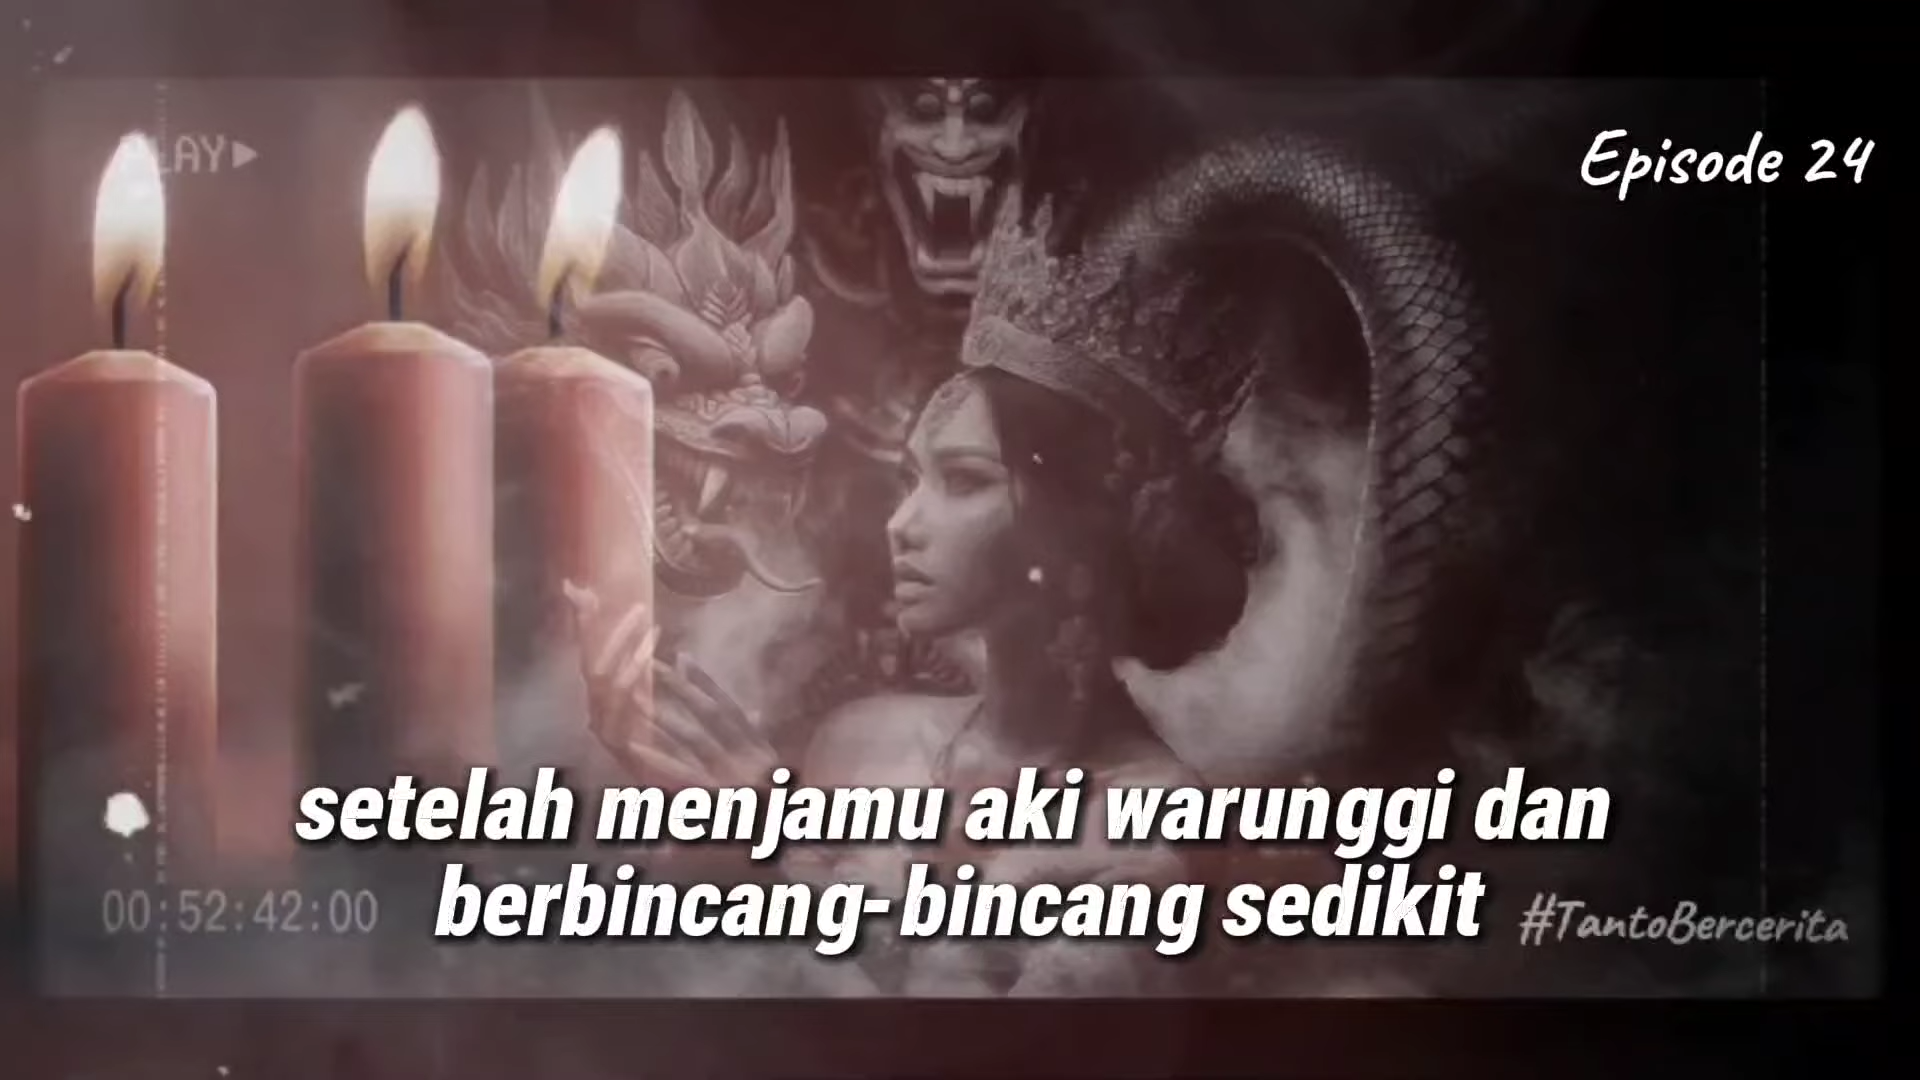 PLAY
Episode 24
setelah menjamu aki warunggi dan
berbincang-bincang sedikit
00:52:42:00
#TantoBercerita